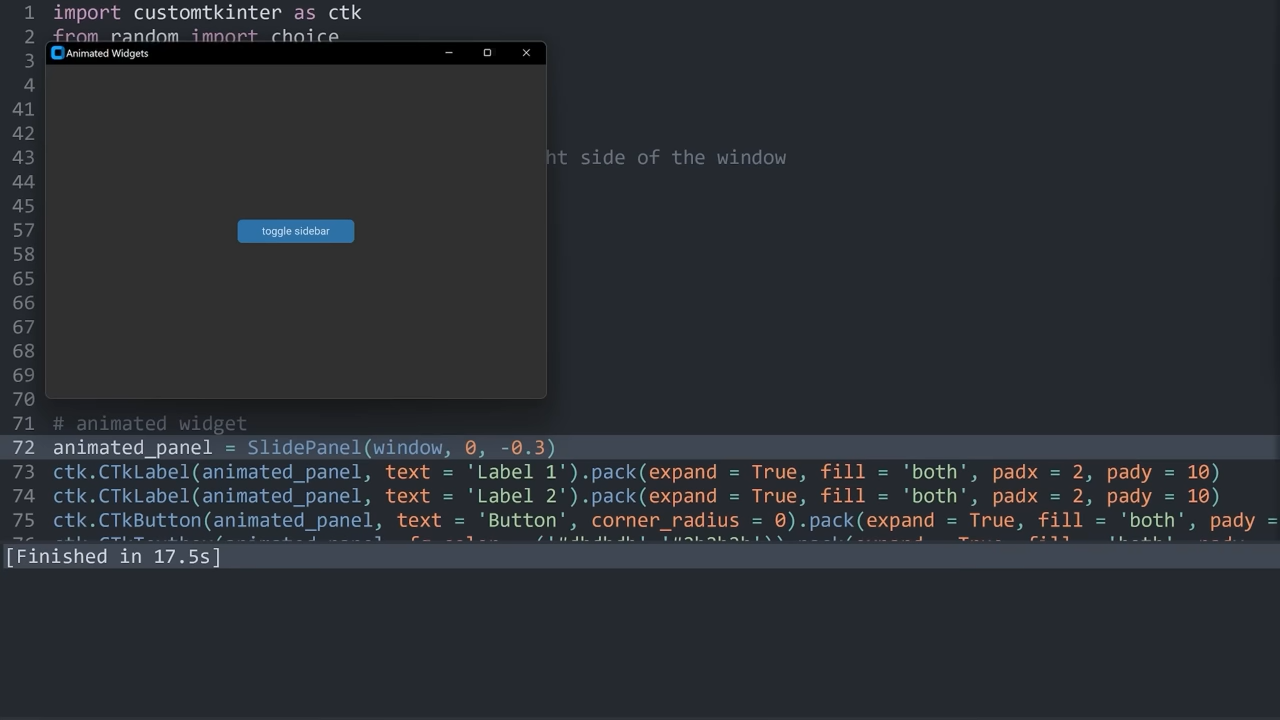 1 import customtkinter as ctk
2 from random import choice
Animated Widgets
3
4
41
42
43 ht side of the window
44
45
57 toggle sidebar
58
65
66
67
68
69
70
71 # animated widget
72 animated_panel = SlidePanel(window, 0, -0.3)
73 ctk.CTkLabel(animated_panel, text = 'Label 1').pack(expand = True, fill = 'both', padx = 2, pady = 10)
74 ctk.CTkLabel(animated_panel, text = 'Label 2').pack(expand = True, fill = 'both', padx = 2, pady = 10)
75 ctk.CTkButton(animated_panel, text = 'Button', corner_radius = 0).pack(expand = True, fill = 'both', pady =
[Finished in 17.5s]